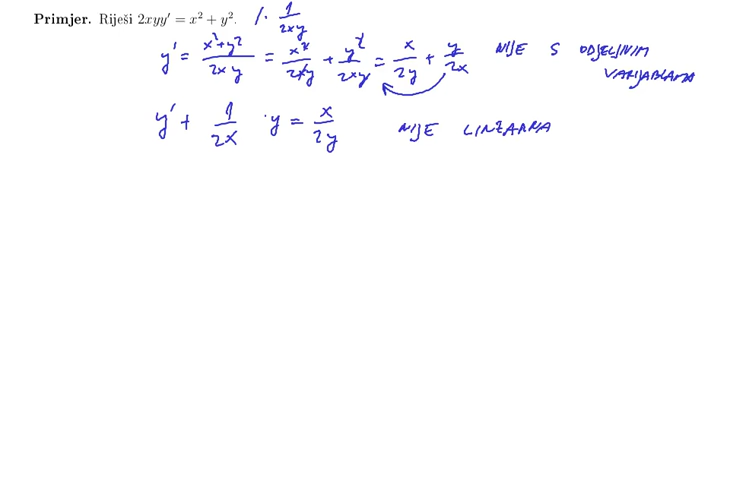 Primjer. Riješi 2xyy′ = x² + y². /· 1/(2xy)
y′ = (x²+y²)/(2xy) = x²/(2xy) + y²/(2xy) = x/(2y) + y/(2x) NIJE S ODJELJIVIM
VARIJABLAMA
y′ + 1/(2x) · y = x/(2y) NIJE LINEARNA